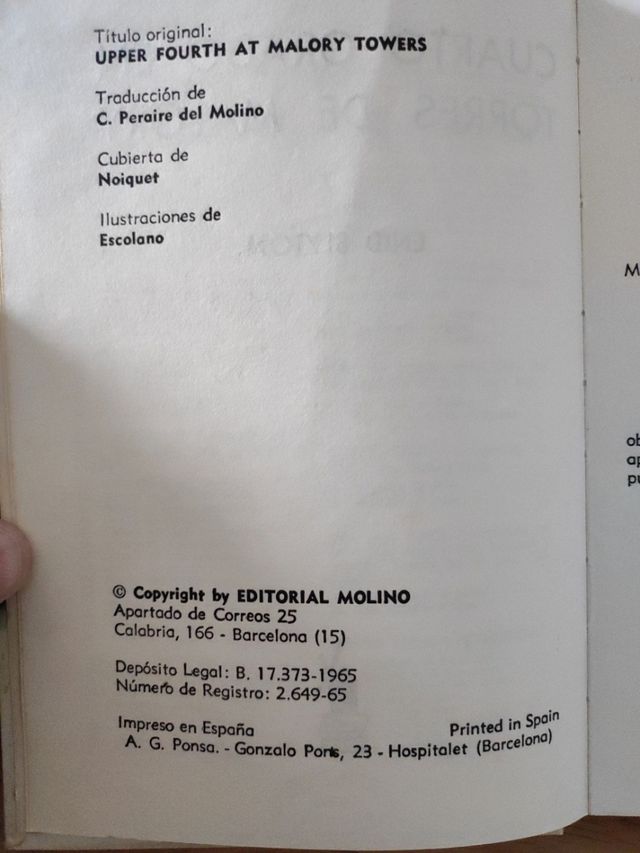 Título original:
UPPER FOURTH AT MALORY TOWERS
Traducción de
C. Peraire del Molino
Cubierta de
Noiquet
Ilustraciones de
Escolano
© Copyright by EDITORIAL MOLINO
Apartado de Correos 25
Calabria, 166 - Barcelona (15)
Depósito Legal: B. 17.373-1965
Número de Registro: 2.649-65
Impreso en España
Printed in Spain
A. G. Ponsa. - Gonzalo Pons, 23 - Hospitalet (Barcelona)